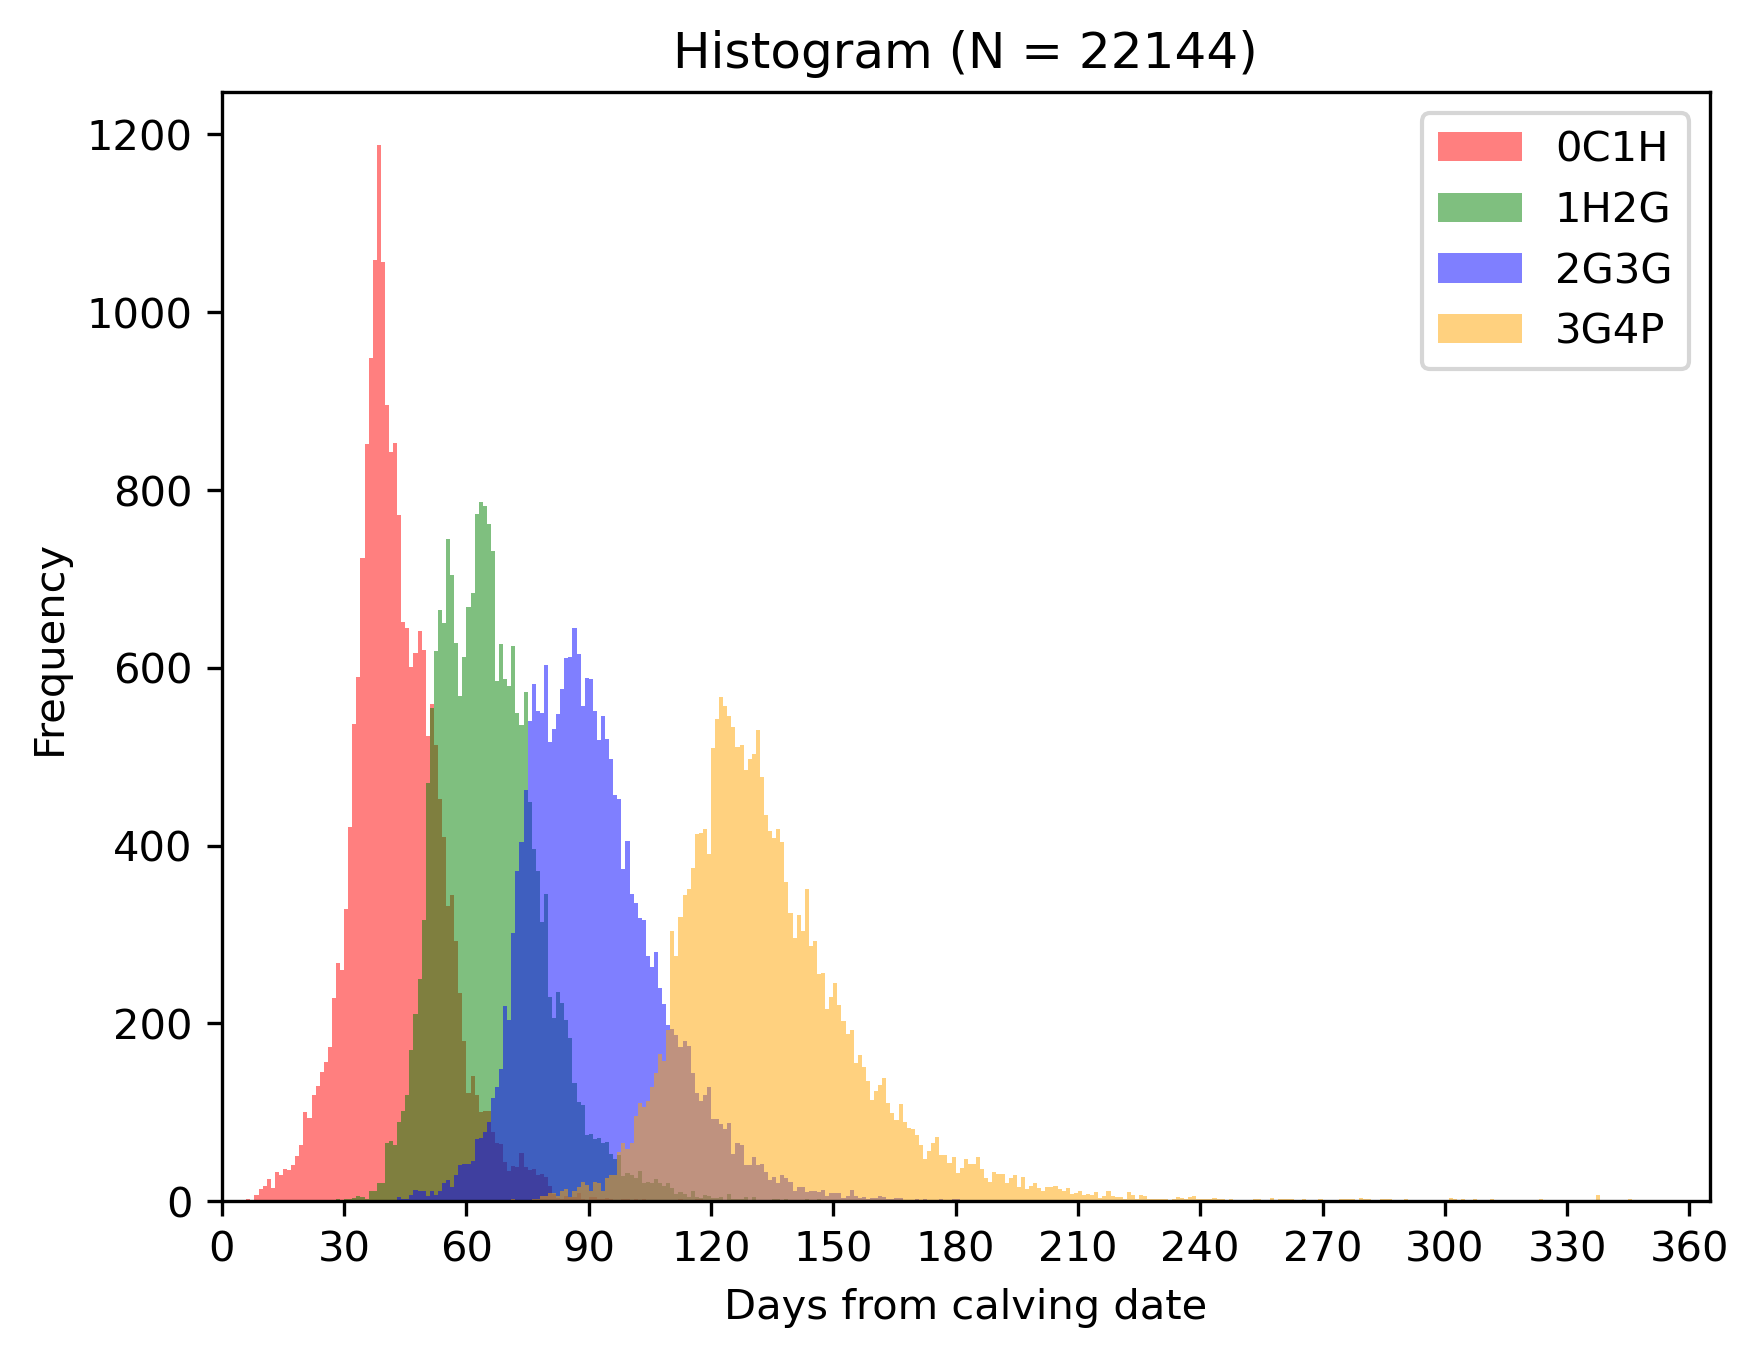 Histogram (N = 22144)
1200
1000
800
600
400
200
0
Frequency
0C1H
1H2G
2G3G
3G4P
0 30 60 90 120 150 180 210 240 270 300 330 360
Days from calving date